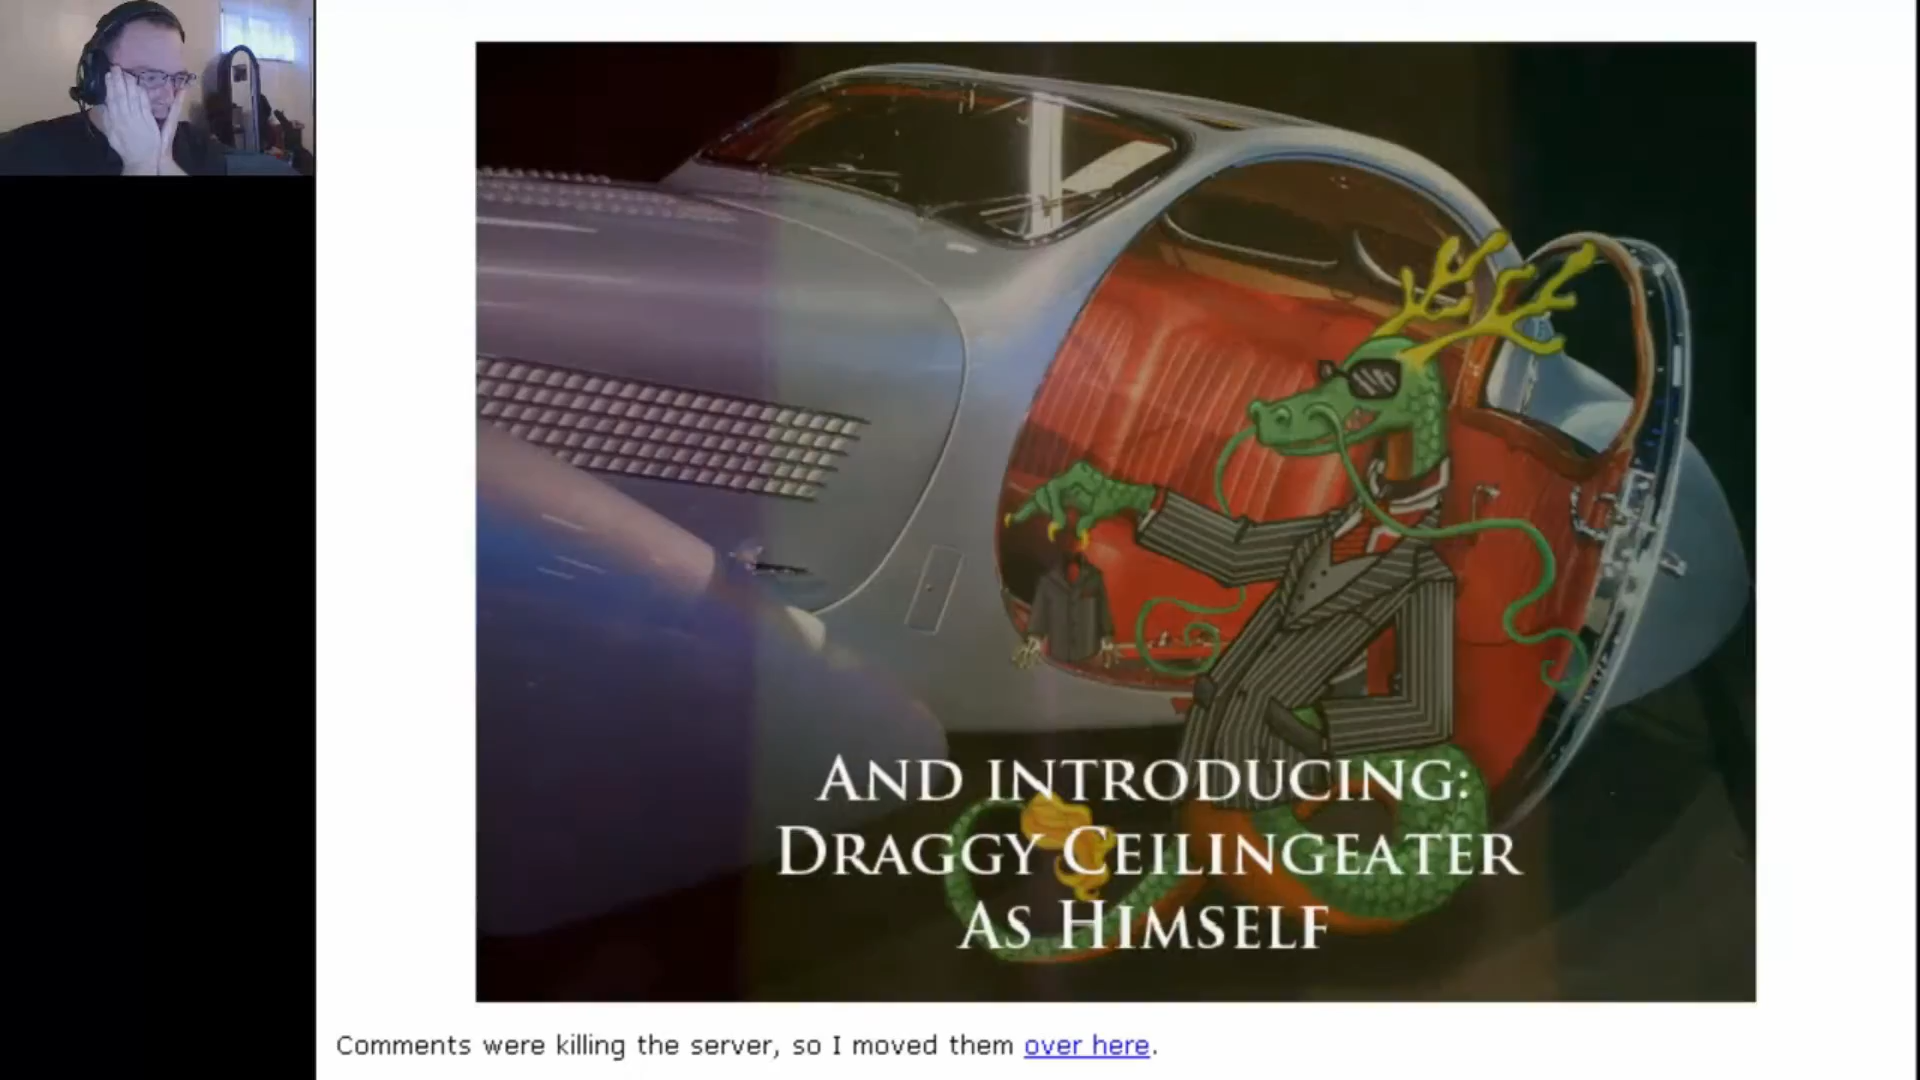 AND INTRODUCING:
DRAGGY CEILINGEATER
AS HIMSELF
Comments were killing the server, so I moved them over here.